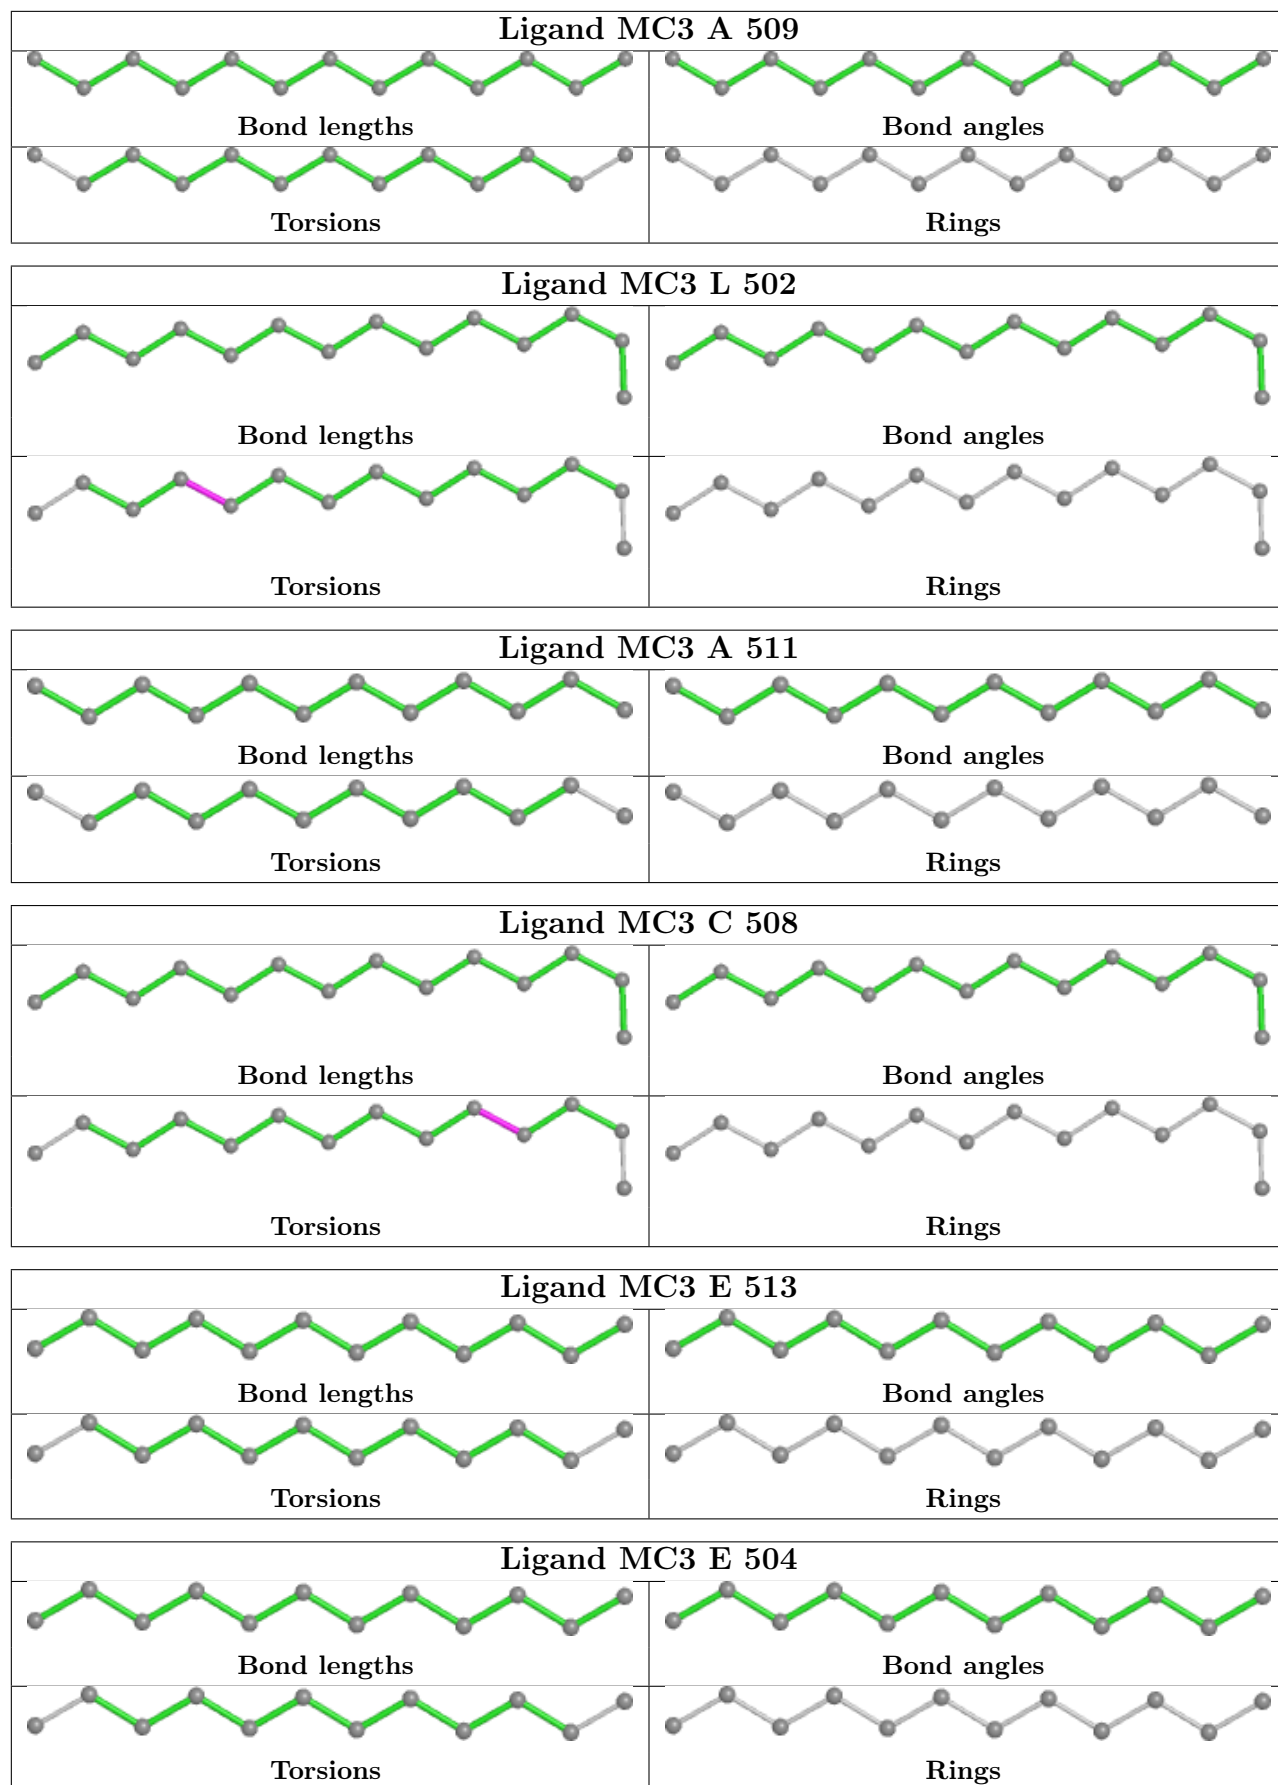 Ligand MC3 A 509
Bond lengths Bond angles
Torsions Rings
Ligand MC3 L 502
Bond lengths Bond angles
Torsions Rings
Ligand MC3 A 511
Bond lengths Bond angles
Torsions Rings
Ligand MC3 C 508
Bond lengths Bond angles
Torsions Rings
Ligand MC3 E 513
Bond lengths Bond angles
Torsions Rings
Ligand MC3 E 504
Bond lengths Bond angles
Torsions Rings